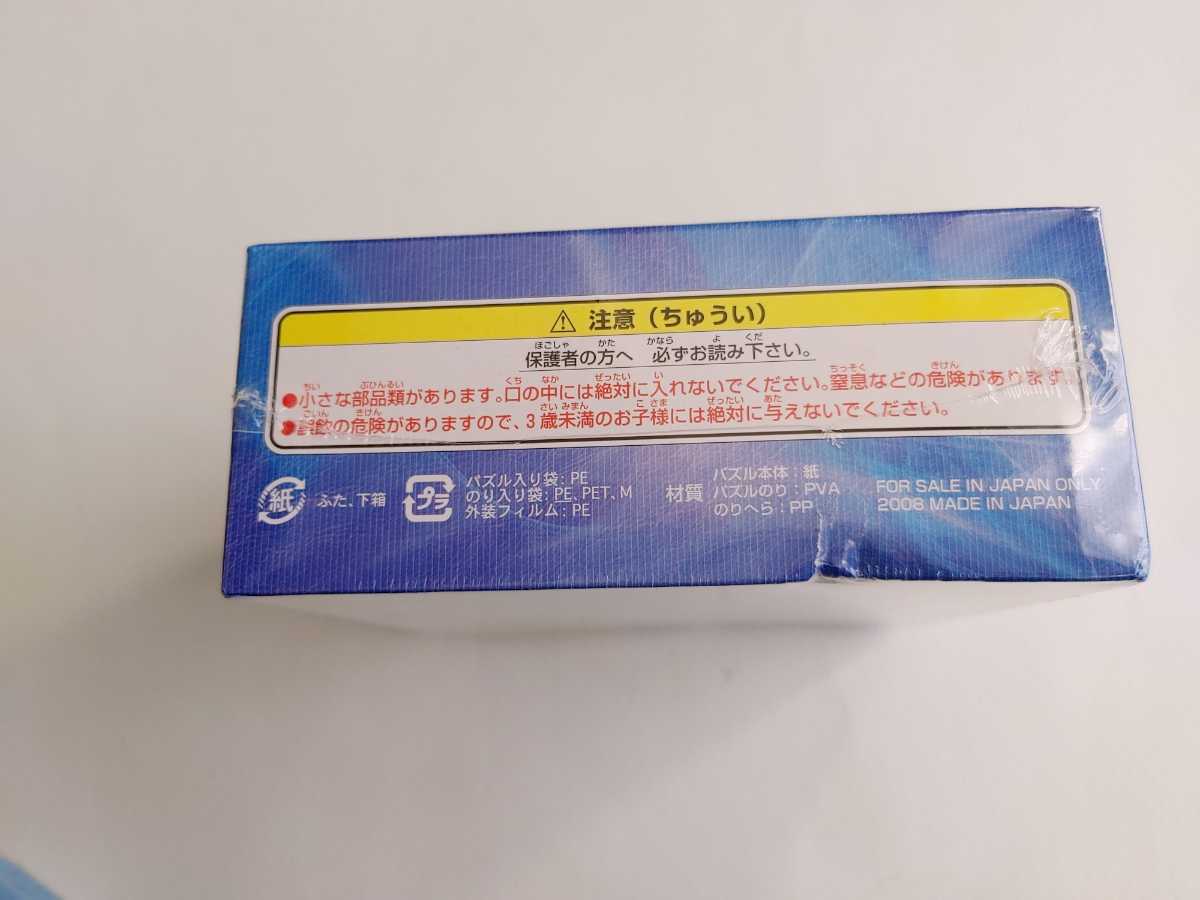 注意（ちゅうい）
保護者の方へ 必ずお読み下さい。
●小さな部品類があります。口の中には絶対に入れないでください。窒息などの危険があります。
●誤飲の危険がありますので、3歳未満のお子様には絶対に与えないでください。
紙 ふた、下箱
プラ
パズル入り袋：PE
のり入り袋：PE、PET、M
外装フィルム：PE
材質
パズル本体：紙
パズルのり：PVA
のりへら：PP
FOR SALE IN JAPAN ONLY
2008 MADE IN JAPAN